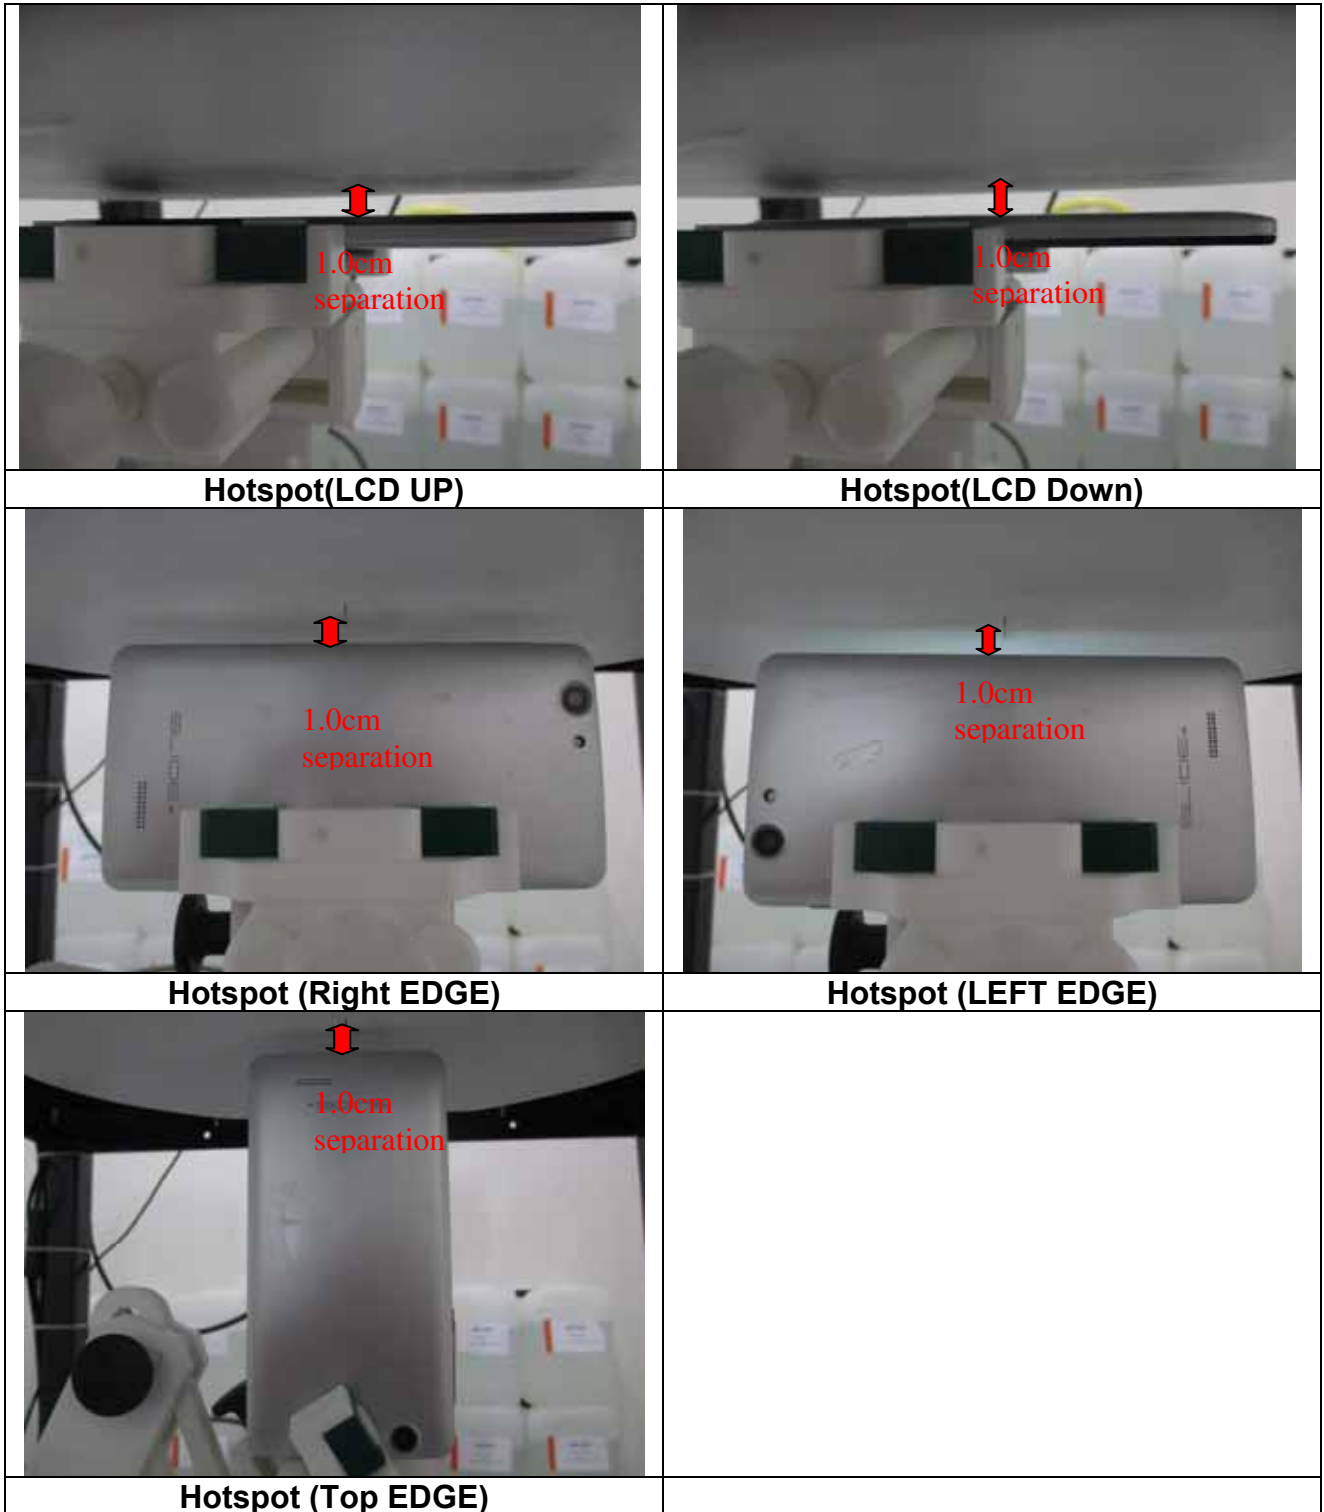 1.0cm
separation
1.0cm
separation
Hotspot(LCD UP)
Hotspot(LCD Down)
1.0cm
separation
1.0cm
separation
Hotspot (Right EDGE)
Hotspot (LEFT EDGE)
1.0cm
separation
Hotspot (Top EDGE)